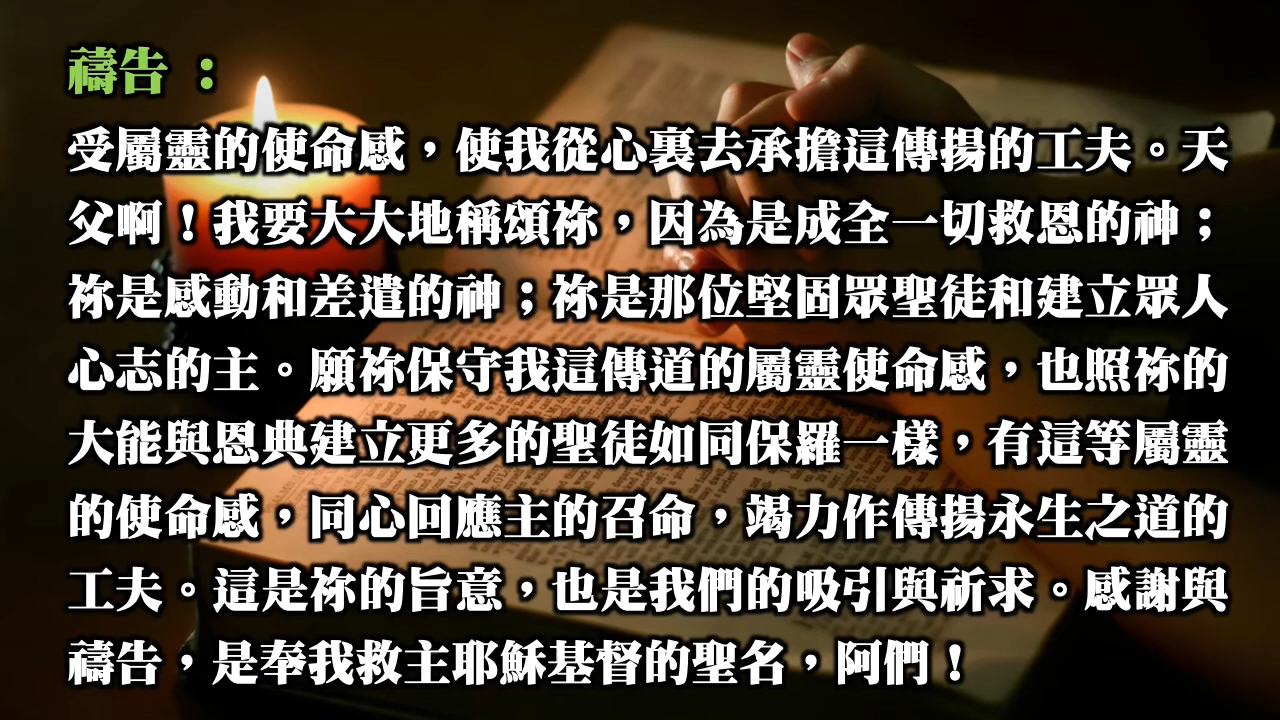 禱告 ：
受屬靈的使命感，使我從心裏去承擔這傳揚的工夫。天
父啊！我要大大地稱頌祢，因為是成全一切救恩的神；
祢是感動和差遣的神；祢是那位堅固眾聖徒和建立眾人
心志的主。願祢保守我這傳道的屬靈使命感，也照祢的
大能與恩典建立更多的聖徒如同保羅一樣，有這等屬靈
的使命感，同心回應主的召命，竭力作傳揚永生之道的
工夫。這是祢的旨意，也是我們的吸引與祈求。感謝與
禱告，是奉我救主耶穌基督的聖名，阿們！